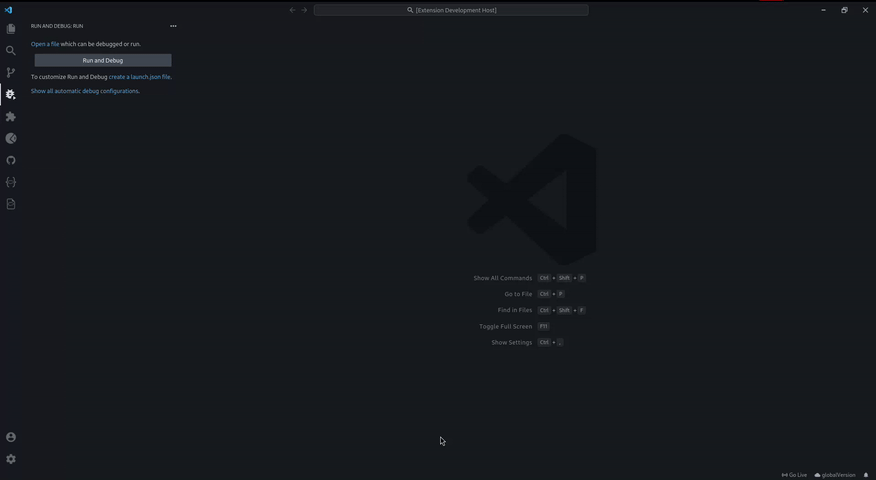 [Extension Development Host]
RUN AND DEBUG: RUN
Open a file which can be debugged or run.
Run and Debug
To customize Run and Debug create a launch.json file.
Show all automatic debug configurations.
Show All Commands Ctrl + Shift + P
Go to File Ctrl + P
Find in Files Ctrl + Shift + F
Toggle Full Screen F11
Show Settings Ctrl + ,
Go Live globalVersion